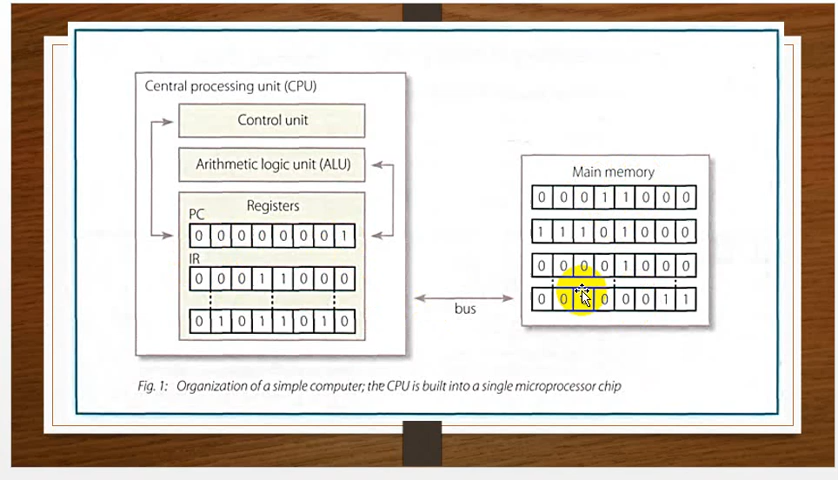 Central processing unit (CPU)
Control unit
Arithmetic logic unit (ALU)
Registers
PC
0 0 0 0 0 0 0 1
IR
0 0 0 1 1 0 0 0
0 1 0 1 1 0 1 0
bus
Main memory
0 0 0 1 1 0 0 0
1 1 1 0 1 0 0 0
0 0 0 0 1 0 0 0
0 0 0 0 0 1 1
Fig. 1: Organization of a simple computer; the CPU is built into a single microprocessor chip